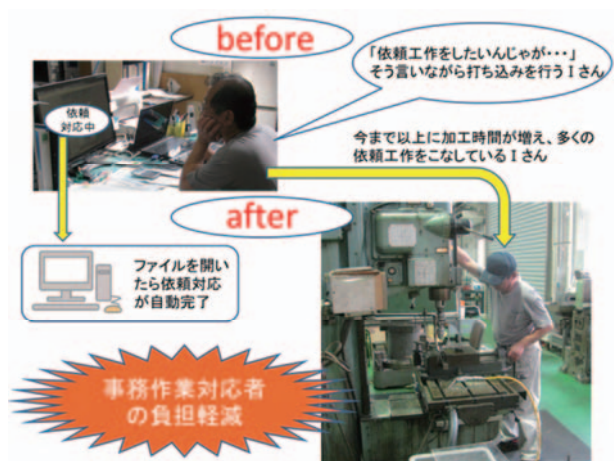 before
「依頼工作をしたいんじゃが・・・」
そう言いながら打ち込みを行うIさん
依頼
対応中
今まで以上に加工時間が増え、多くの
依頼工作をこなしているIさん
after
ファイルを開い
たら依頼対応
が自動完了
事務作業対応者
の負担軽減